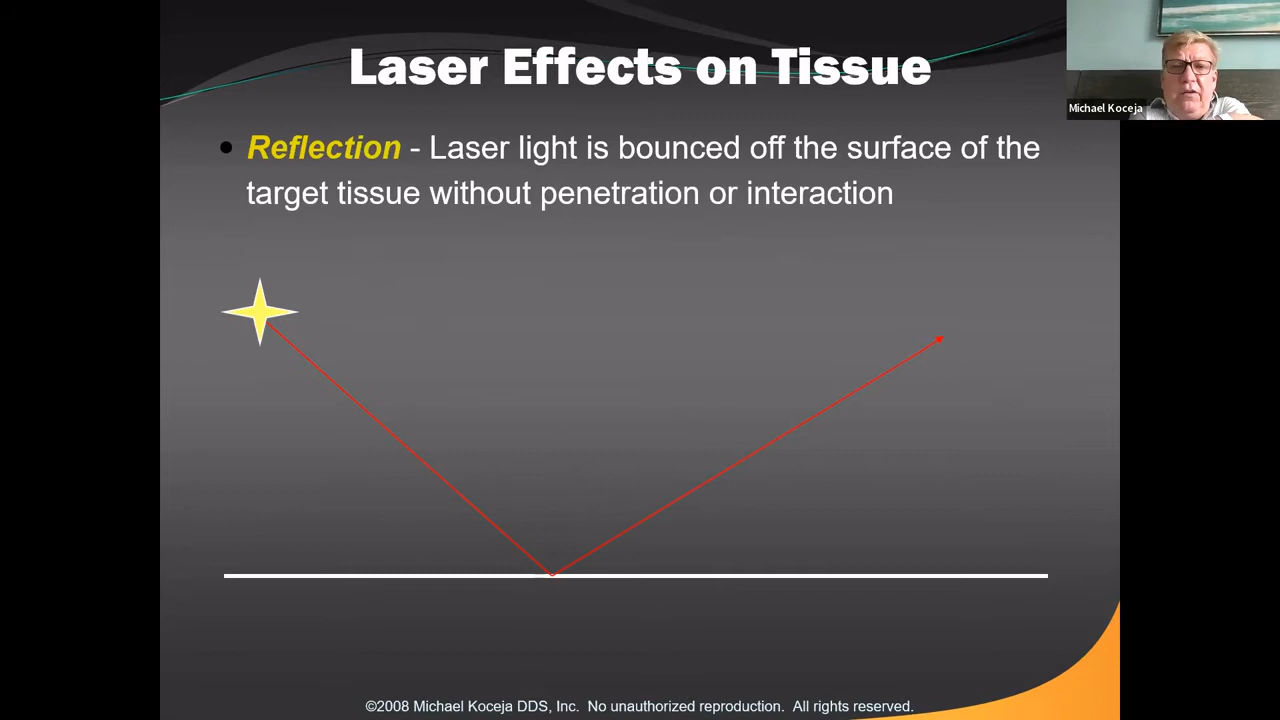 Laser Effects on Tissue
Michael Koceja
Reflection - Laser light is bounced off the surface of the
target tissue without penetration or interaction
©2008 Michael Koceja DDS, Inc. No unauthorized reproduction. All rights reserved.